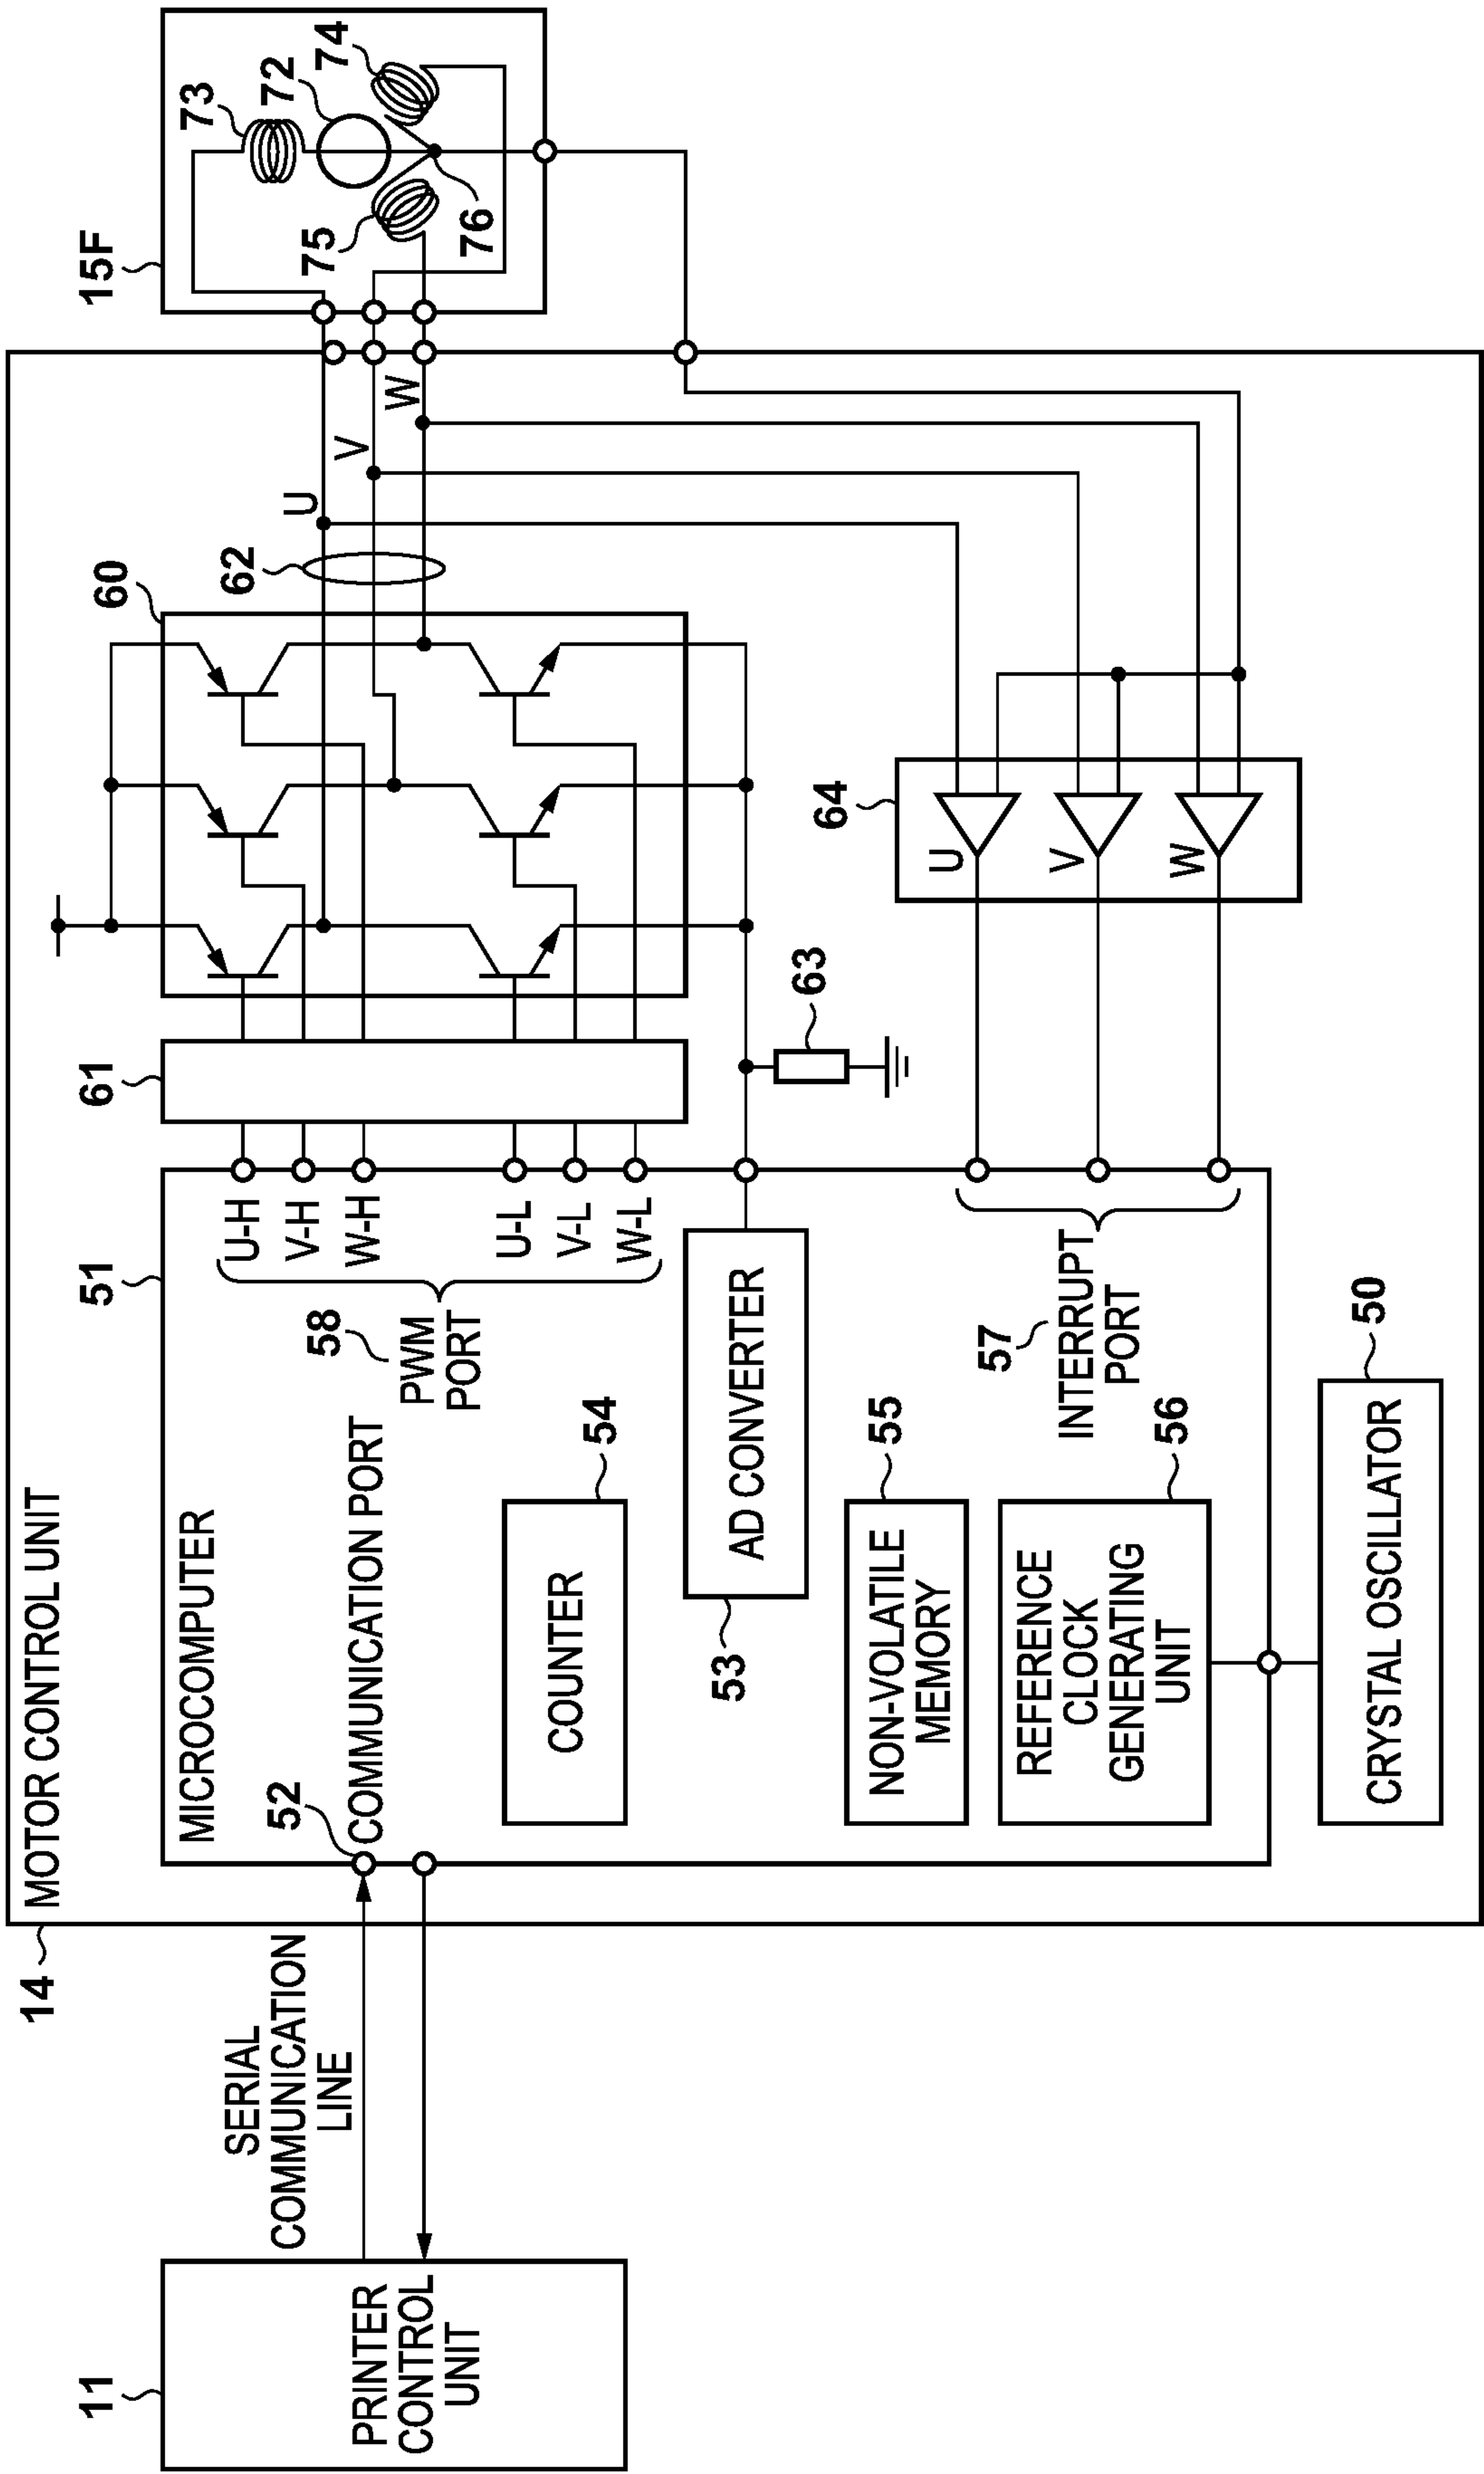 14
MOTOR CONTROL UNIT
11
PRINTER
CONTROL
UNIT
SERIAL
COMMUNICATION
LINE
51
MICROCOMPUTER
52
COMMUNICATION PORT
58
PWM
PORT
U-H
V-H
W-H
U-L
V-L
W-L
COUNTER
54
AD CONVERTER
53
NON-VOLATILE
MEMORY
55
REFERENCE
CLOCK
GENERATING
UNIT
56
57
INTERRUPT
PORT
CRYSTAL OSCILLATOR
50
61
60
62
U
V
W
63
64
U
V
W
15F
73
72
74
75
76